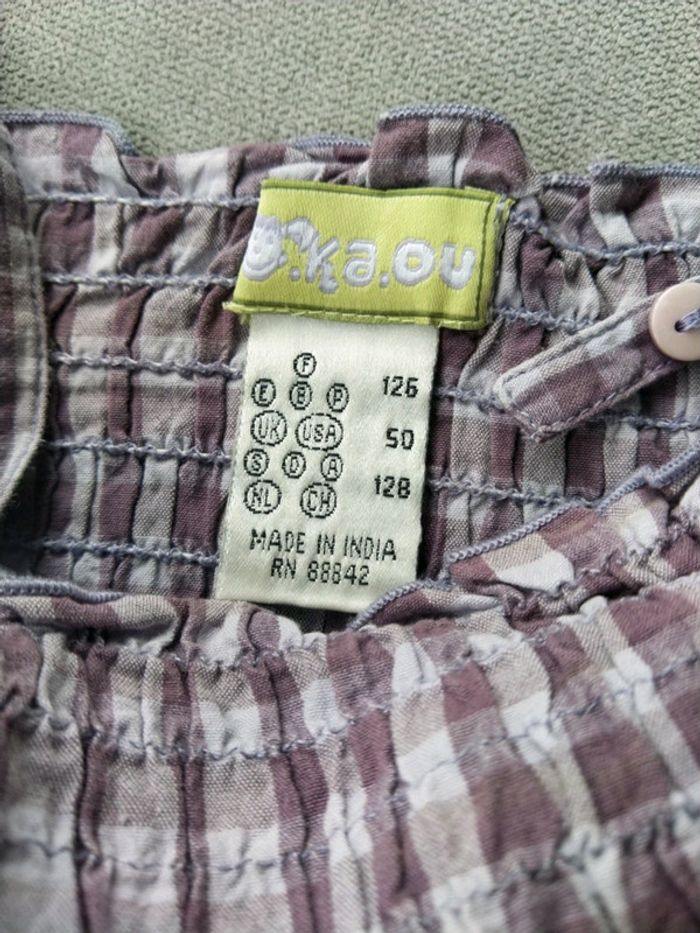 .ka.ou
F
E B P 126
UK USA 50
S D A
NL CH 128
MADE IN INDIA
RN 88842